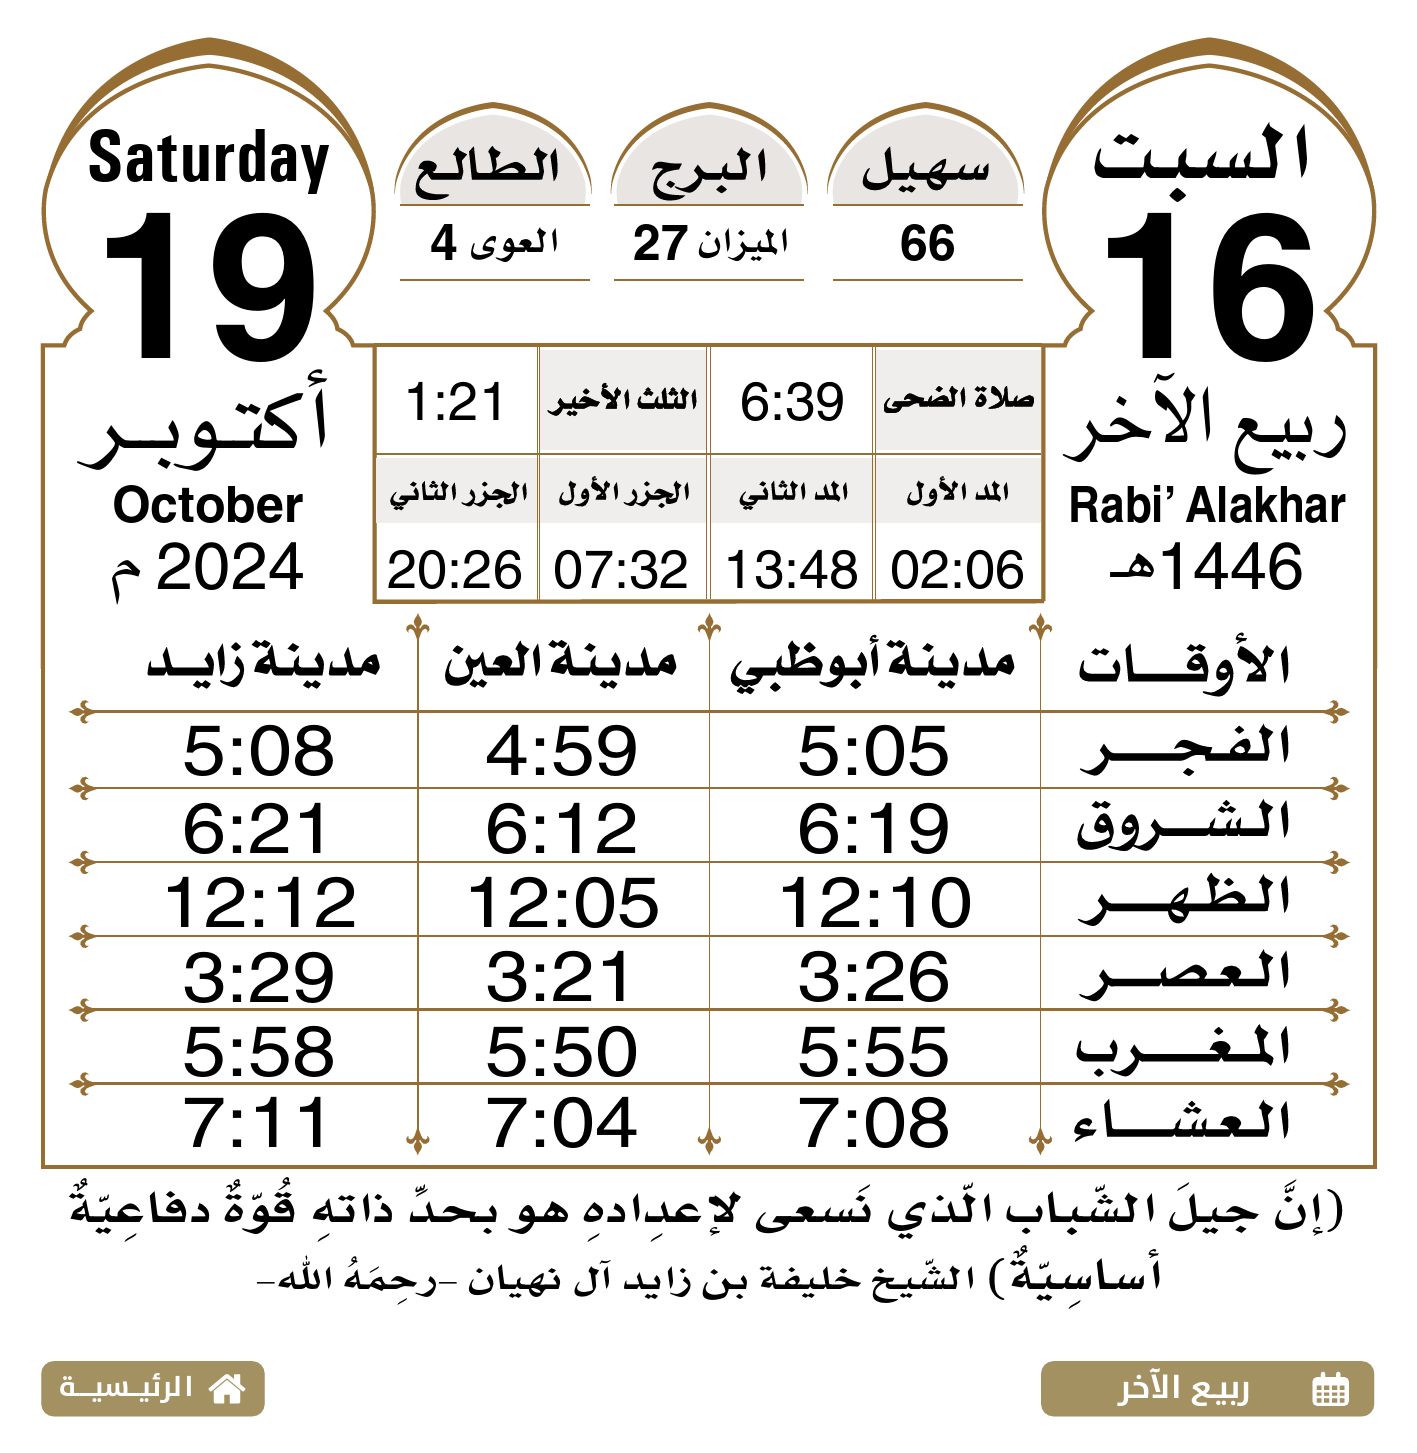 السبت
16
ربيع الآخر
Rabi’ Alakhar
1446هـ
سهيل
66
البرج
الميزان 27
الطالع
العوى 4
Saturday
19
أكتوبر
October
2024 م
صلاة الضحى 6:39 الثلث الأخير 1:21
المد الأول المد الثاني الجزر الأول الجزر الثاني
02:06 13:48 07:32 20:26
الأوقات مدينة أبوظبي مدينة العين مدينة زايد
الفجر 5:05 4:59 5:08
الشروق 6:19 6:12 6:21
الظهر 12:10 12:05 12:12
العصر 3:26 3:21 3:29
المغرب 5:55 5:50 5:58
العشاء 7:08 7:04 7:11
(إنَّ جيلَ الشّباب الّذي نَسعى لإعدِادهِ هو بحدِّ ذاتهِ قُوّةٌ دفاعِيّةٌ
أساسِيّةٌ) الشّيخ خليفة بن زايد آل نهيان –رحِمَهُ الله–
ربيع الآخر
الرئيسية